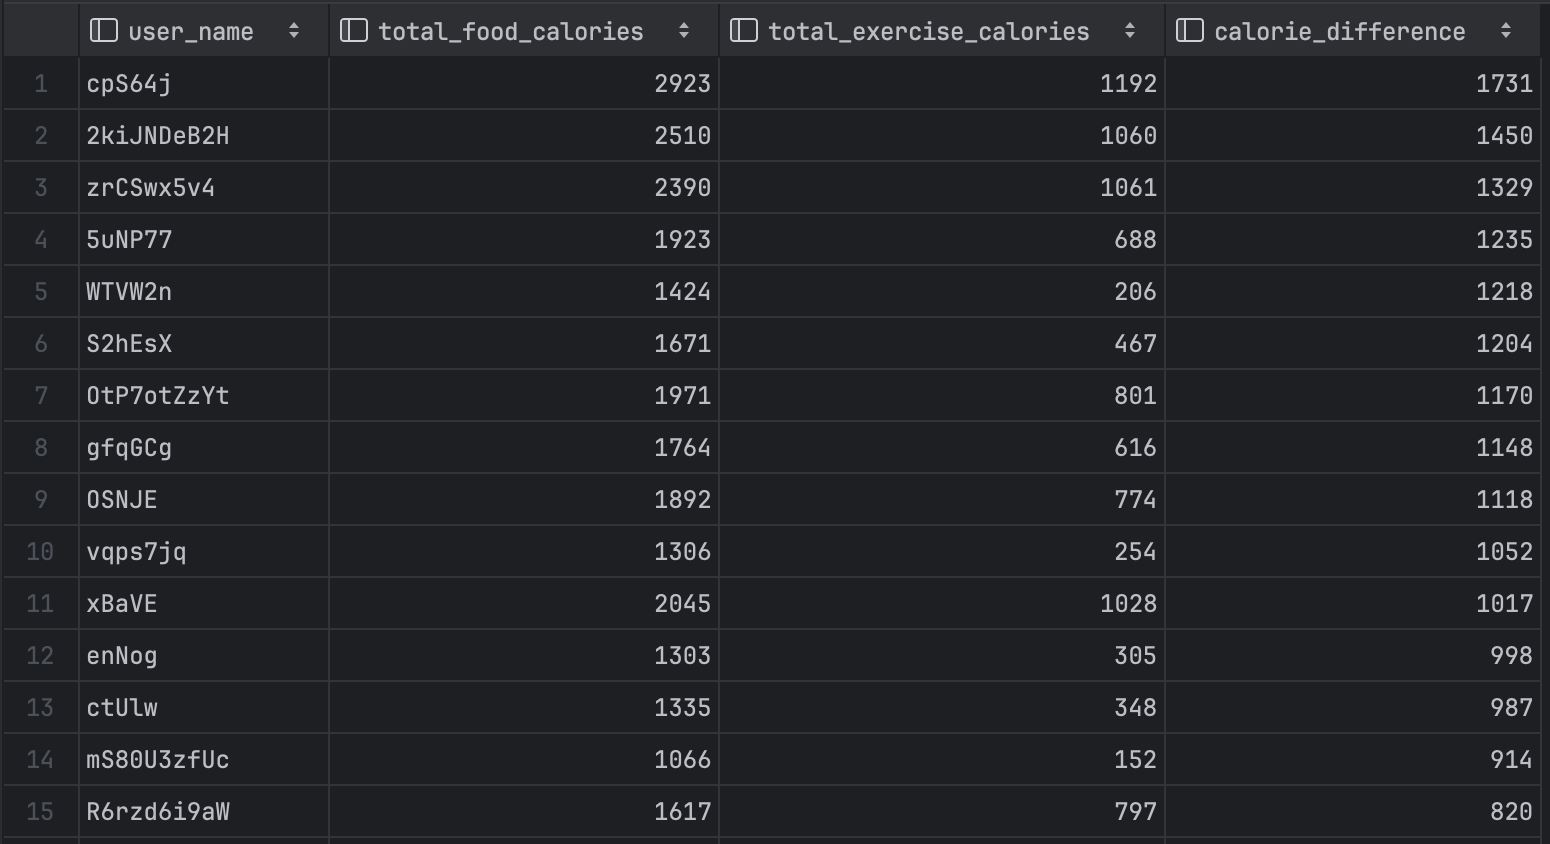 user_name total_food_calories total_exercise_calories calorie_difference
1 cpS64j 2923 1192 1731
2 2kiJNDeB2H 2510 1060 1450
3 zrCSwx5v4 2390 1061 1329
4 5uNP77 1923 688 1235
5 WTVW2n 1424 206 1218
6 S2hEsX 1671 467 1204
7 OtP7otZzYt 1971 801 1170
8 gfqGCg 1764 616 1148
9 OSNJE 1892 774 1118
10 vqps7jq 1306 254 1052
11 xBaVE 2045 1028 1017
12 enNog 1303 305 998
13 ctUlw 1335 348 987
14 mS80U3zfUc 1066 152 914
15 R6rzd6i9aW 1617 797 820